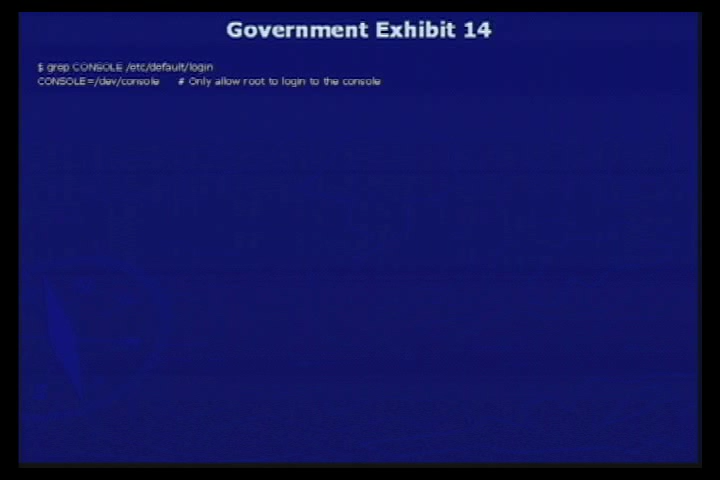 Government Exhibit 14
$ grep CONSOLE /etc/default/login
CONSOLE=/dev/console # Only allow root to login to the console